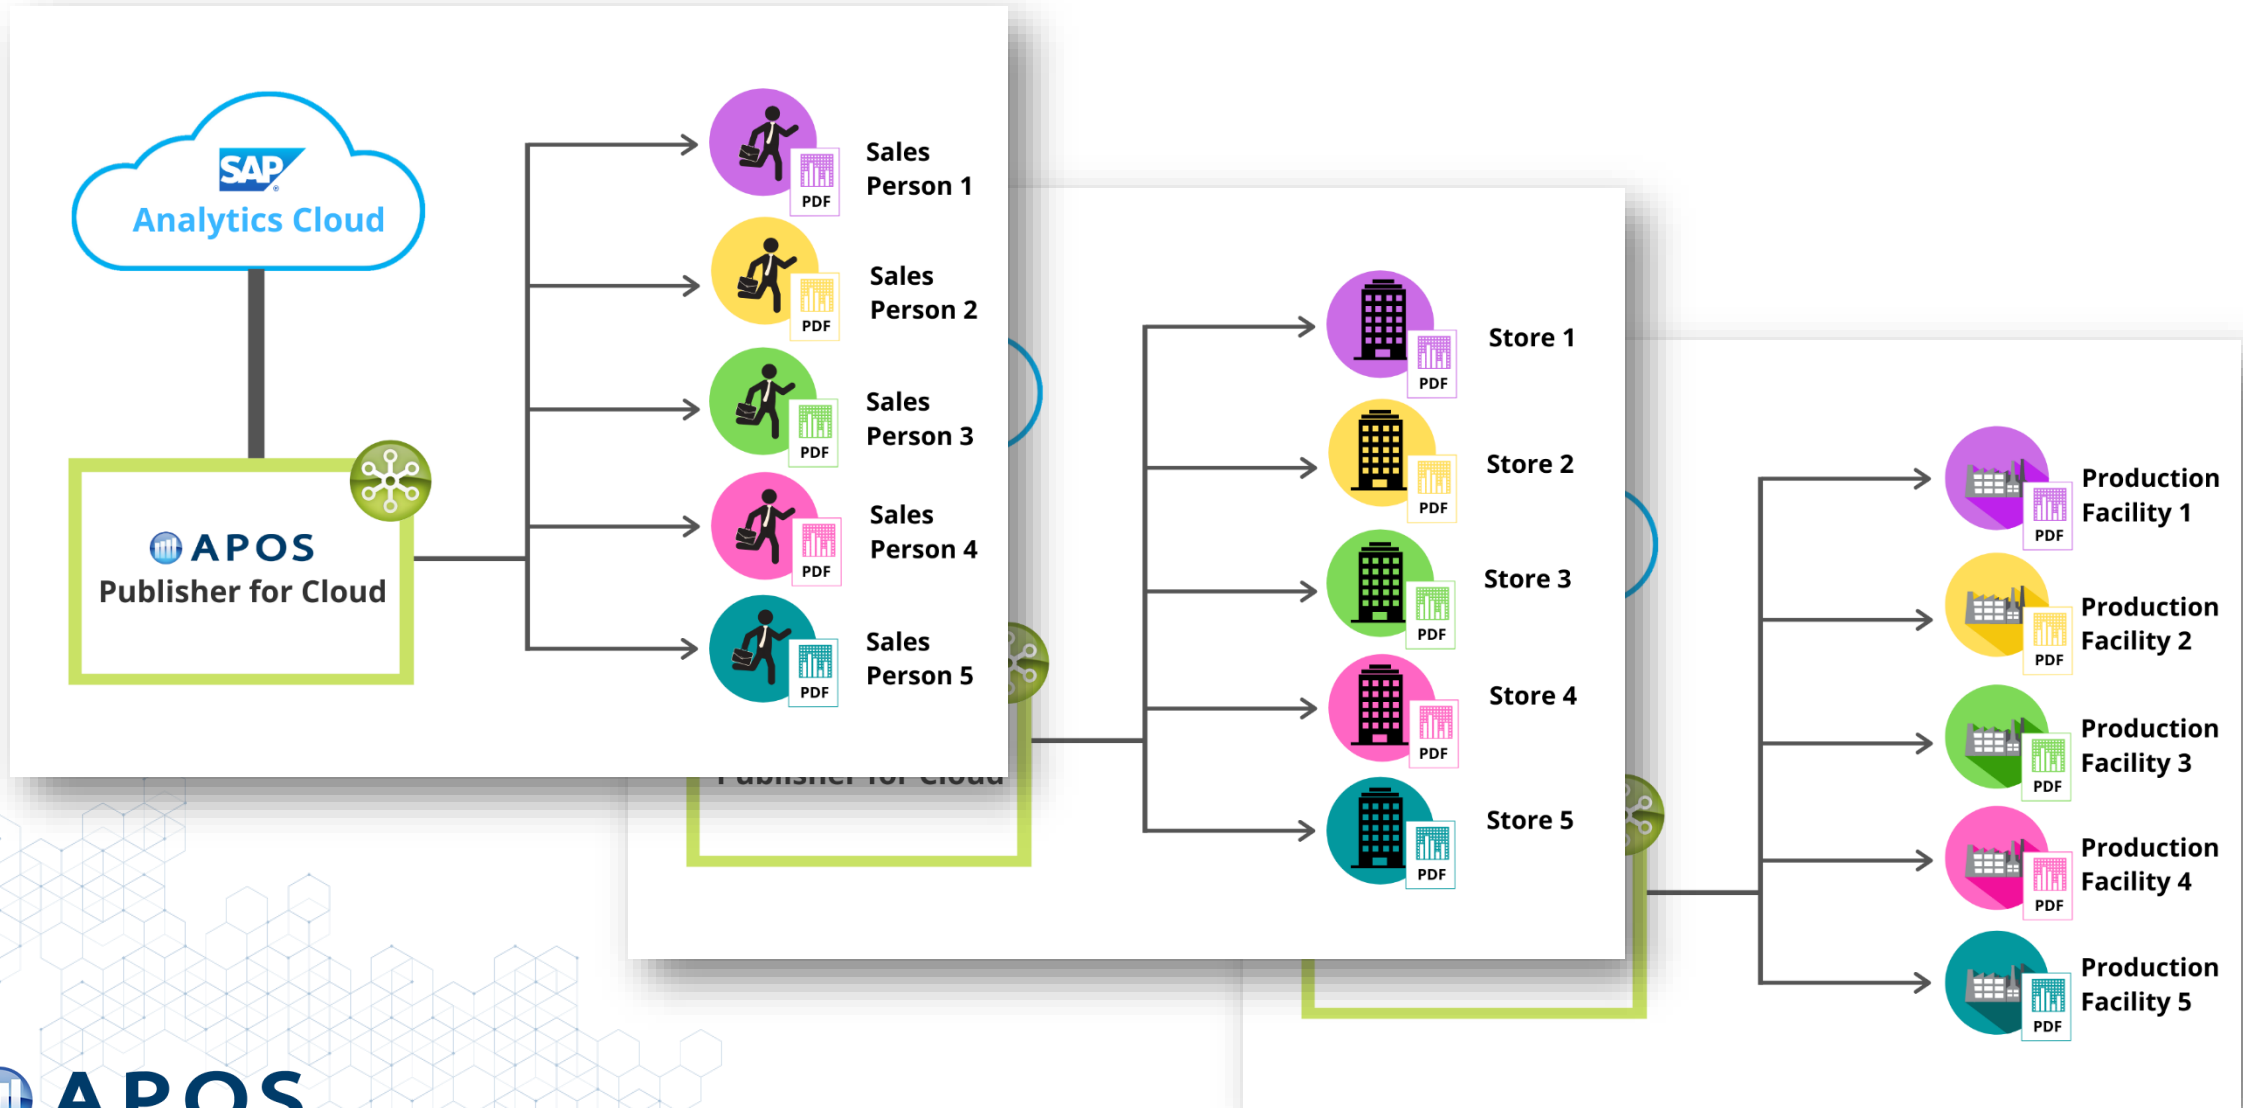 SAP
Analytics Cloud
APOS
Publisher for Cloud
PDF
Sales
Person 1
PDF
Sales
Person 2
PDF
Sales
Person 3
PDF
Sales
Person 4
PDF
Sales
Person 5
Publisher for Cloud
PDF
Store 1
PDF
Store 2
PDF
Store 3
PDF
Store 4
PDF
Store 5
PDF
Production
Facility 1
PDF
Production
Facility 2
PDF
Production
Facility 3
PDF
Production
Facility 4
PDF
Production
Facility 5
APOS